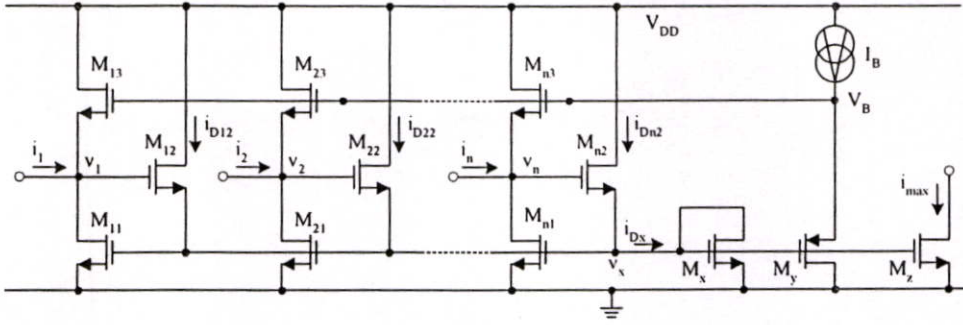 V_DD
M_13 M_23 M_n3 I_B
V_B
i_D12 i_D22 i_Dn2
i_1 v_1 M_12 i_2 v_2 M_22 i_n v_n M_n2
i_max
M_11 M_21 M_n1
i_Dx
v_x M_x M_y M_z